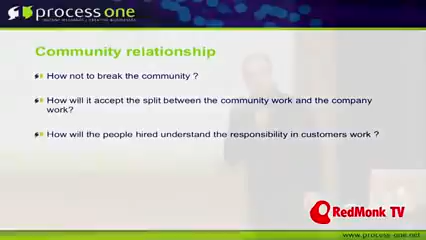 process one
Community relationship
How not to break the community ?
How will it accept the split between the community work and the company
work?
How will the people hired understand the responsibility in customers work ?
RedMonk TV
www.process-one.net